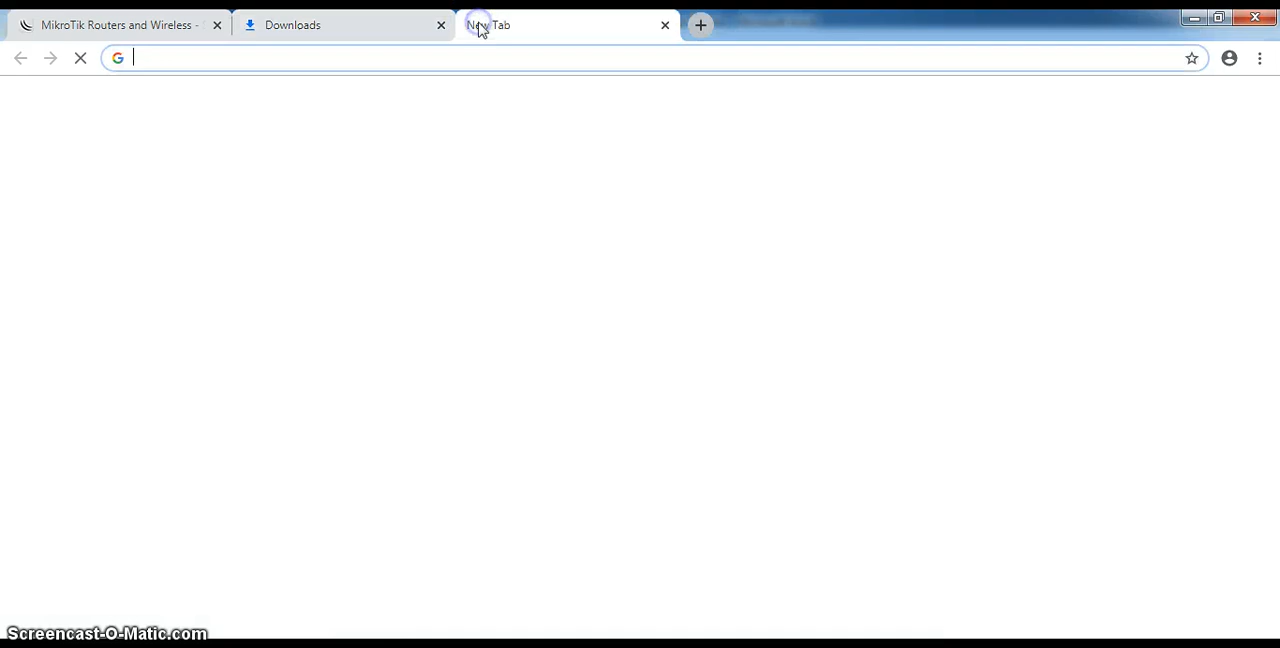 MikroTik Routers and Wireless -
Downloads
New Tab
Screencast-O-Matic.com